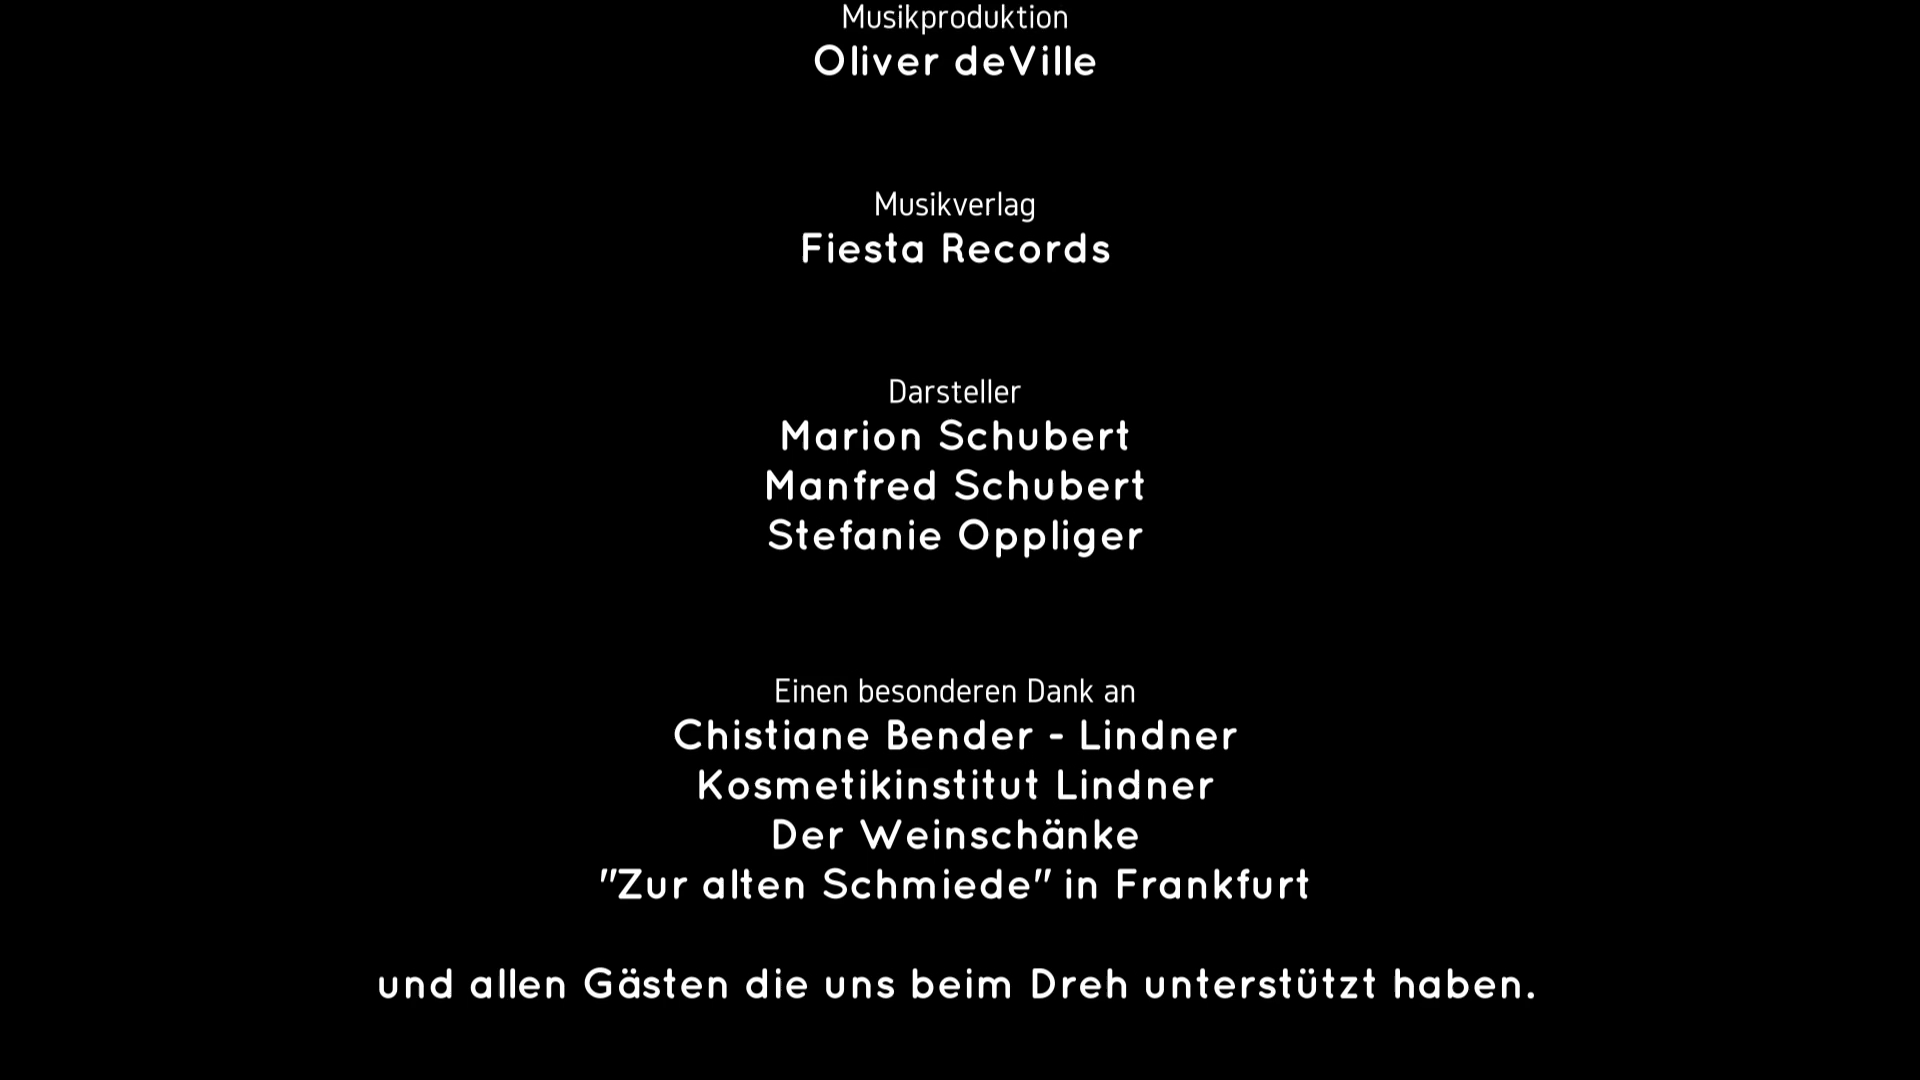 Musikproduktion
Oliver deVille
Musikverlag
Fiesta Records
Darsteller
Marion Schubert
Manfred Schubert
Stefanie Oppliger
Einen besonderen Dank an
Chistiane Bender - Lindner
Kosmetikinstitut Lindner
Der Weinschänke
"Zur alten Schmiede" in Frankfurt
und allen Gästen die uns beim Dreh unterstützt haben.